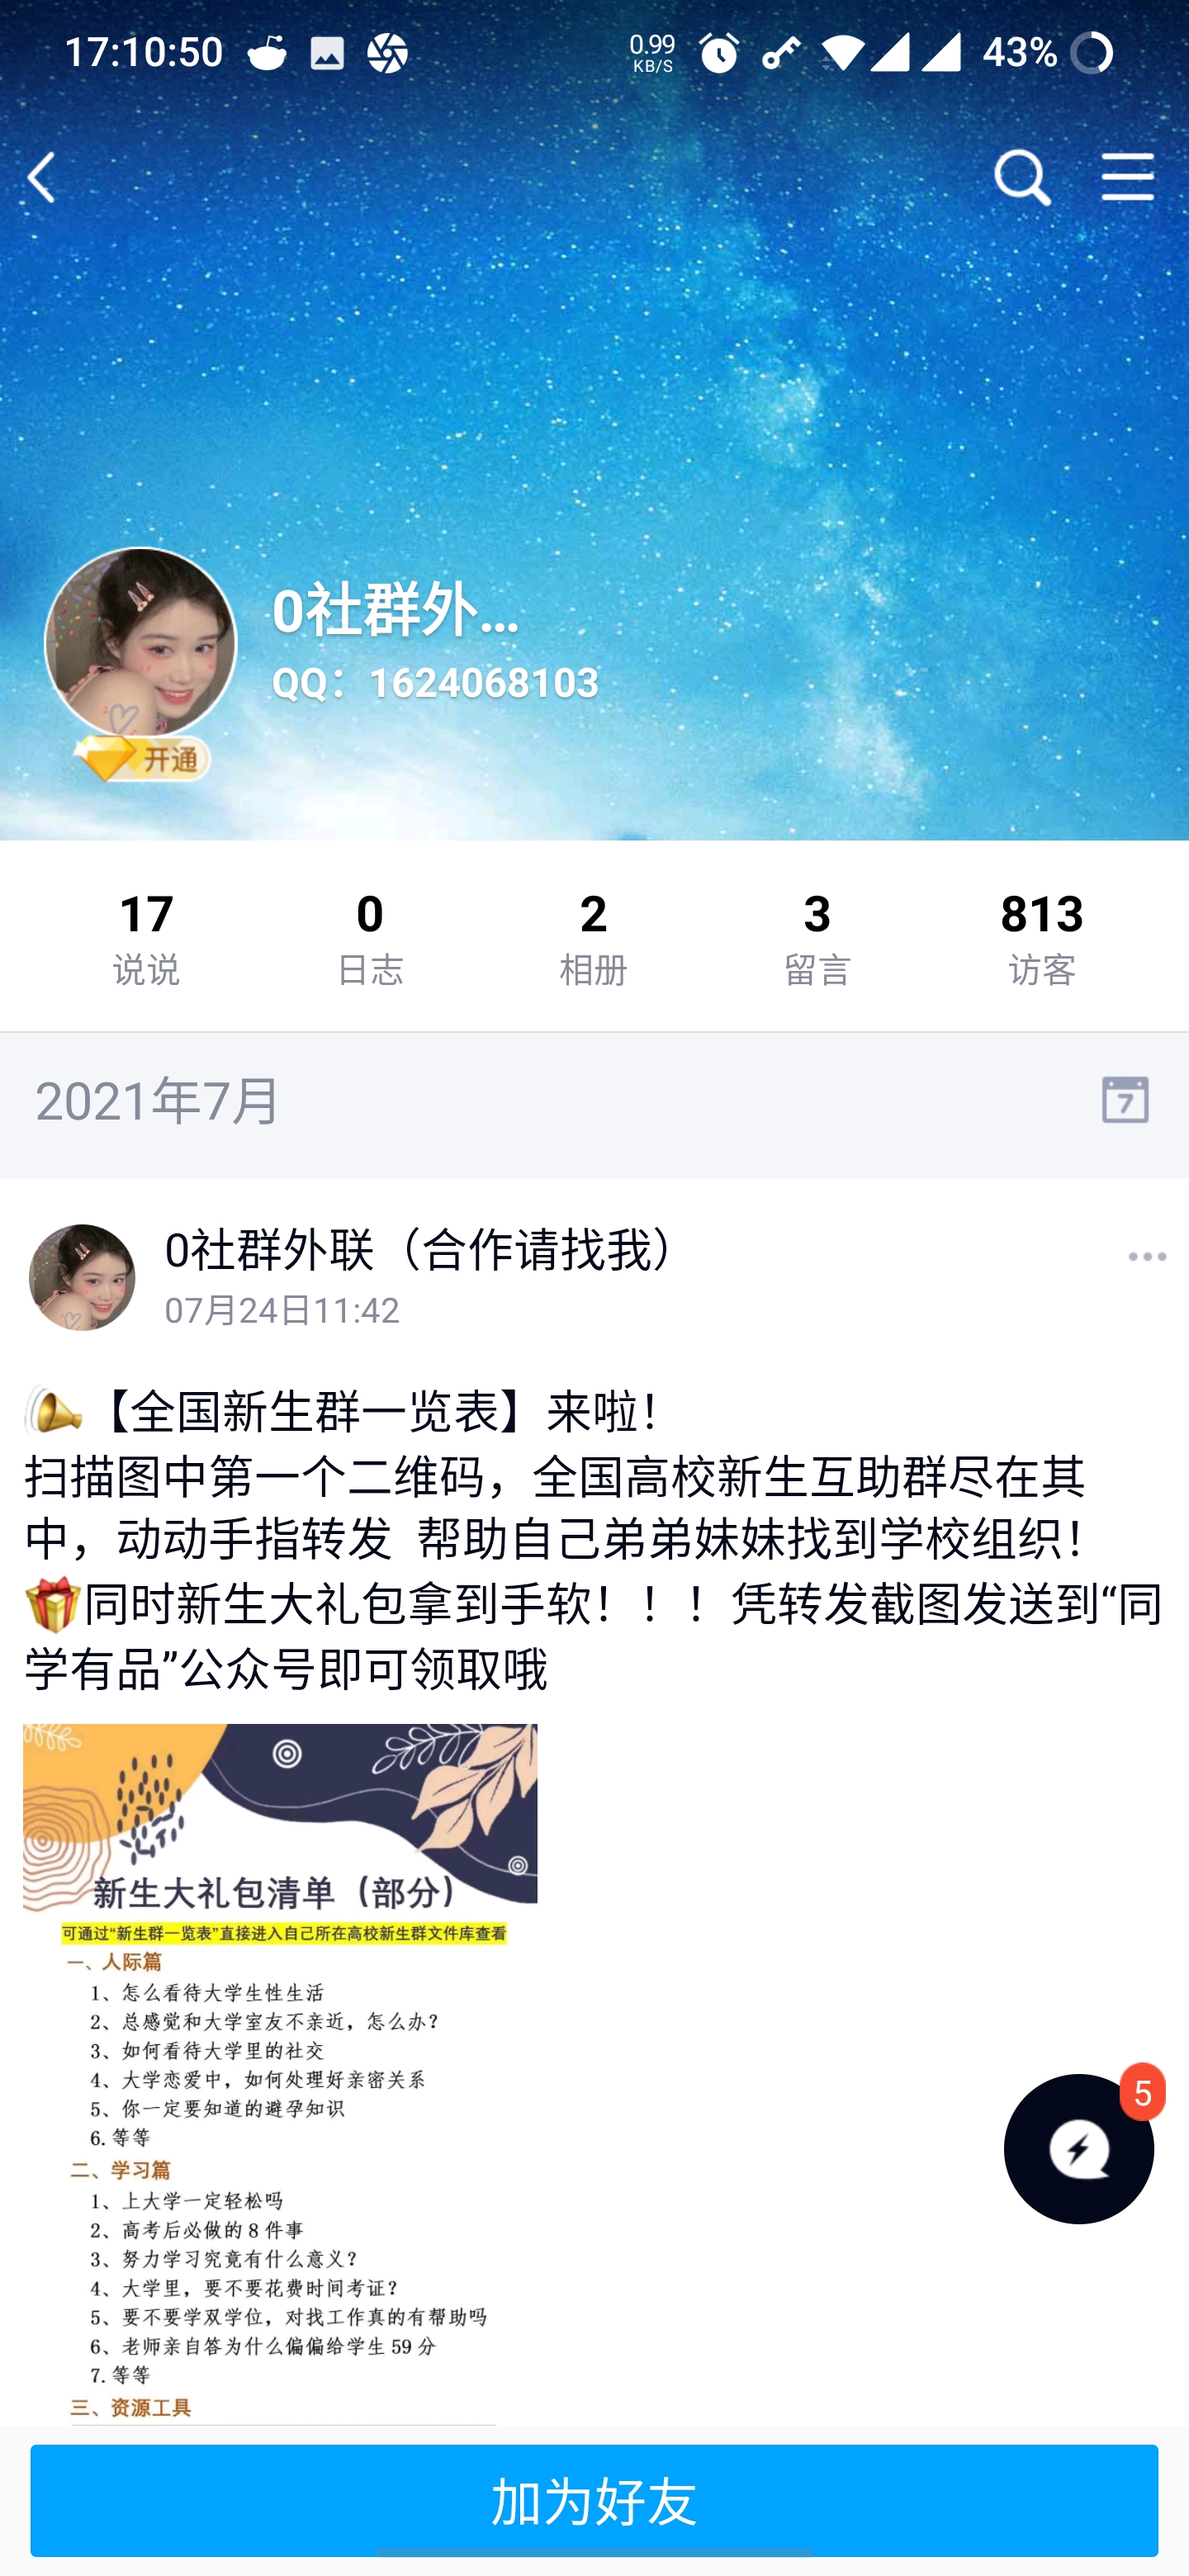 17:10:50
0.99
KB/S
43%
0社群外...
QQ：1624068103
开通
17
说说
0
日志
2
相册
3
留言
813
访客
2021年7月
7
0社群外联（合作请找我）
07月24日11:42
【全国新生群一览表】来啦！
扫描图中第一个二维码，全国高校新生互助群尽在其
中，动动手指转发 帮助自己弟弟妹妹找到学校组织！
同时新生大礼包拿到手软！！！凭转发截图发送到“同
学有品”公众号即可领取哦
新生大礼包清单（部分）
可通过“新生群一览表”直接进入自己所在高校新生群文件库查看
一、人际篇
1、怎么看待大学生性生活
2、总感觉和大学室友不亲近，怎么办？
3、如何看待大学里的社交
4、大学恋爱中，如何处理好亲密关系
5、你一定要知道的避孕知识
6.等等
二、学习篇
1、上大学一定轻松吗
2、高考后必做的 8 件事
3、努力学习究竟有什么意义？
4、大学里，要不要花费时间考证？
5、要不要学双学位，对找工作真的有帮助吗
6、老师亲自答为什么偏偏给学生 59 分
7.等等
三、资源工具
5
加为好友